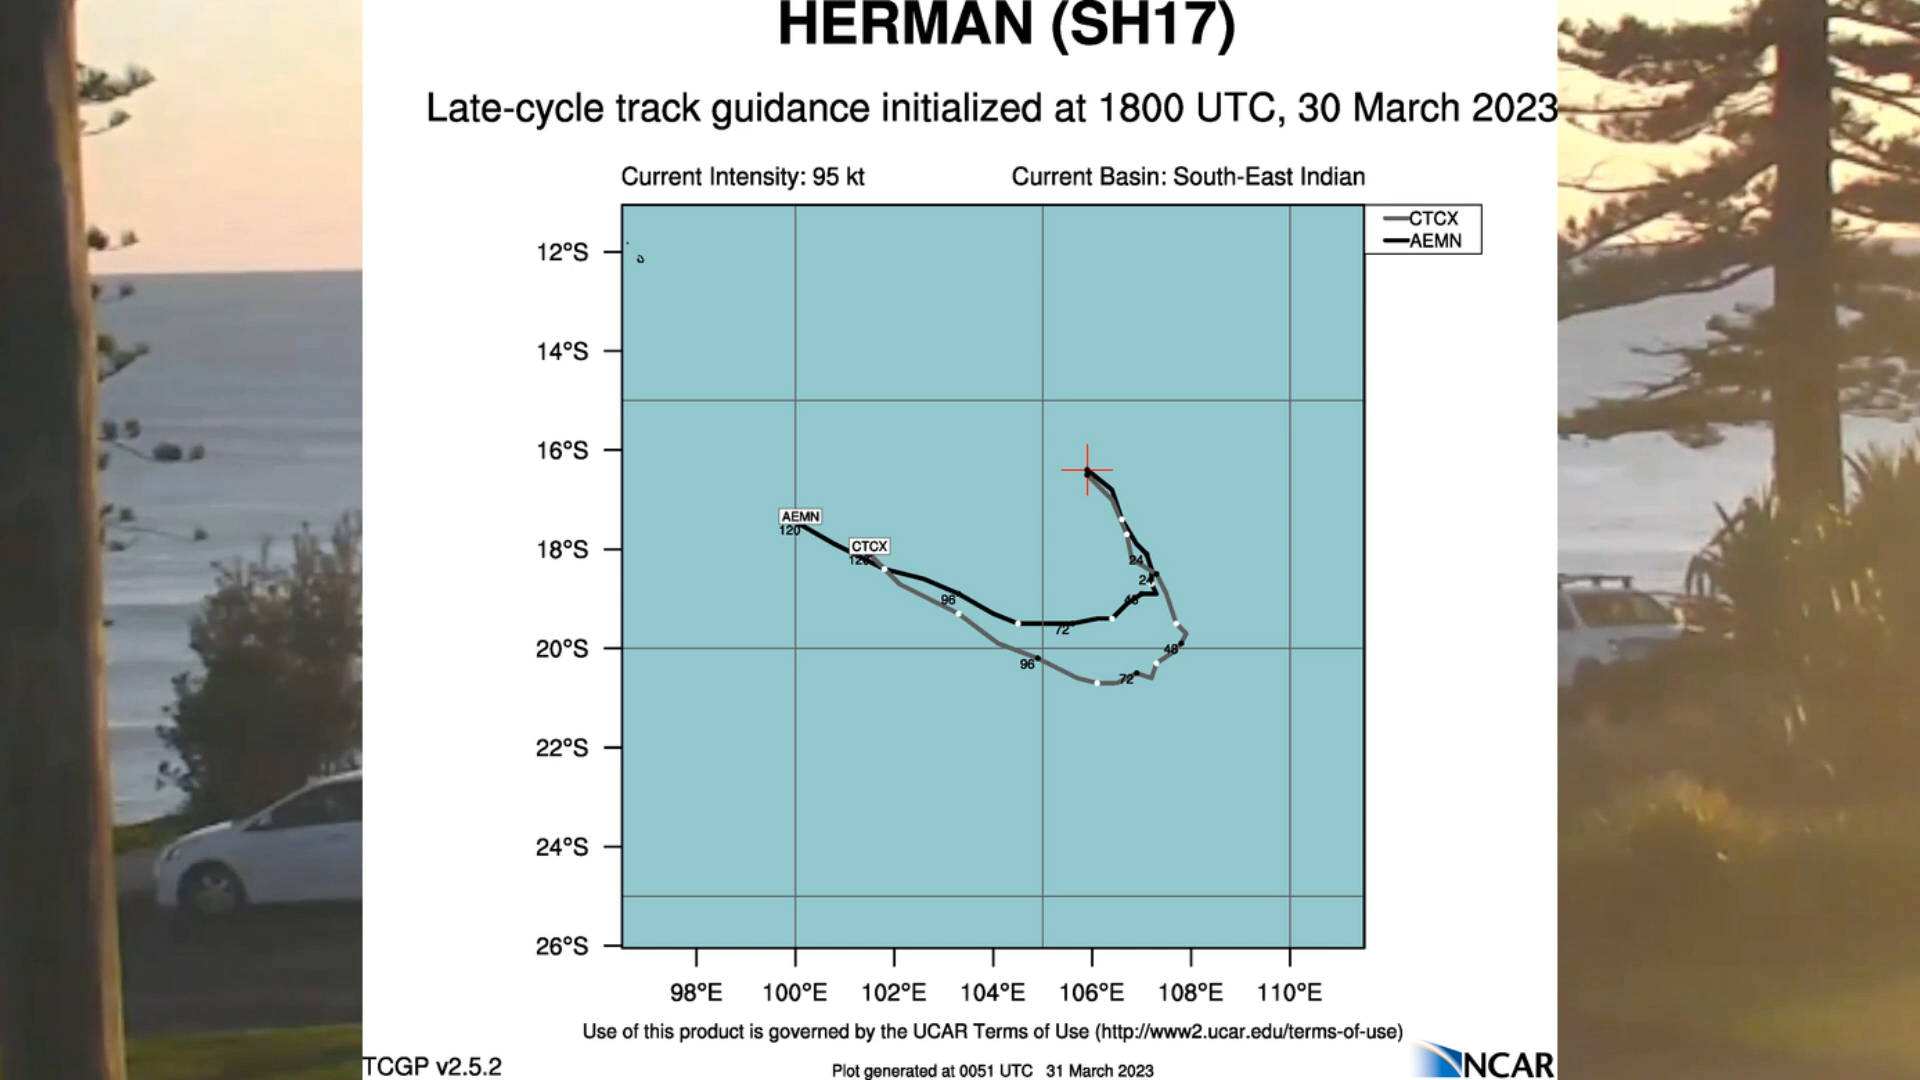 HERMAN (SH17)
Late-cycle track guidance initialized at 1800 UTC, 30 March 2023
Current Intensity: 95 kt
Current Basin: South-East Indian
CTCX
AEMN
12°S
14°S
16°S
18°S
20°S
22°S
24°S
26°S
AEMN
120
CTCX
120
24
24
48
96
72
48
96
72
98°E
100°E
102°E
104°E
106°E
108°E
110°E
Use of this product is governed by the UCAR Terms of Use (http://www2.ucar.edu/terms-of-use)
TCGP v2.5.2
Plot generated at 0051 UTC 31 March 2023
NCAR